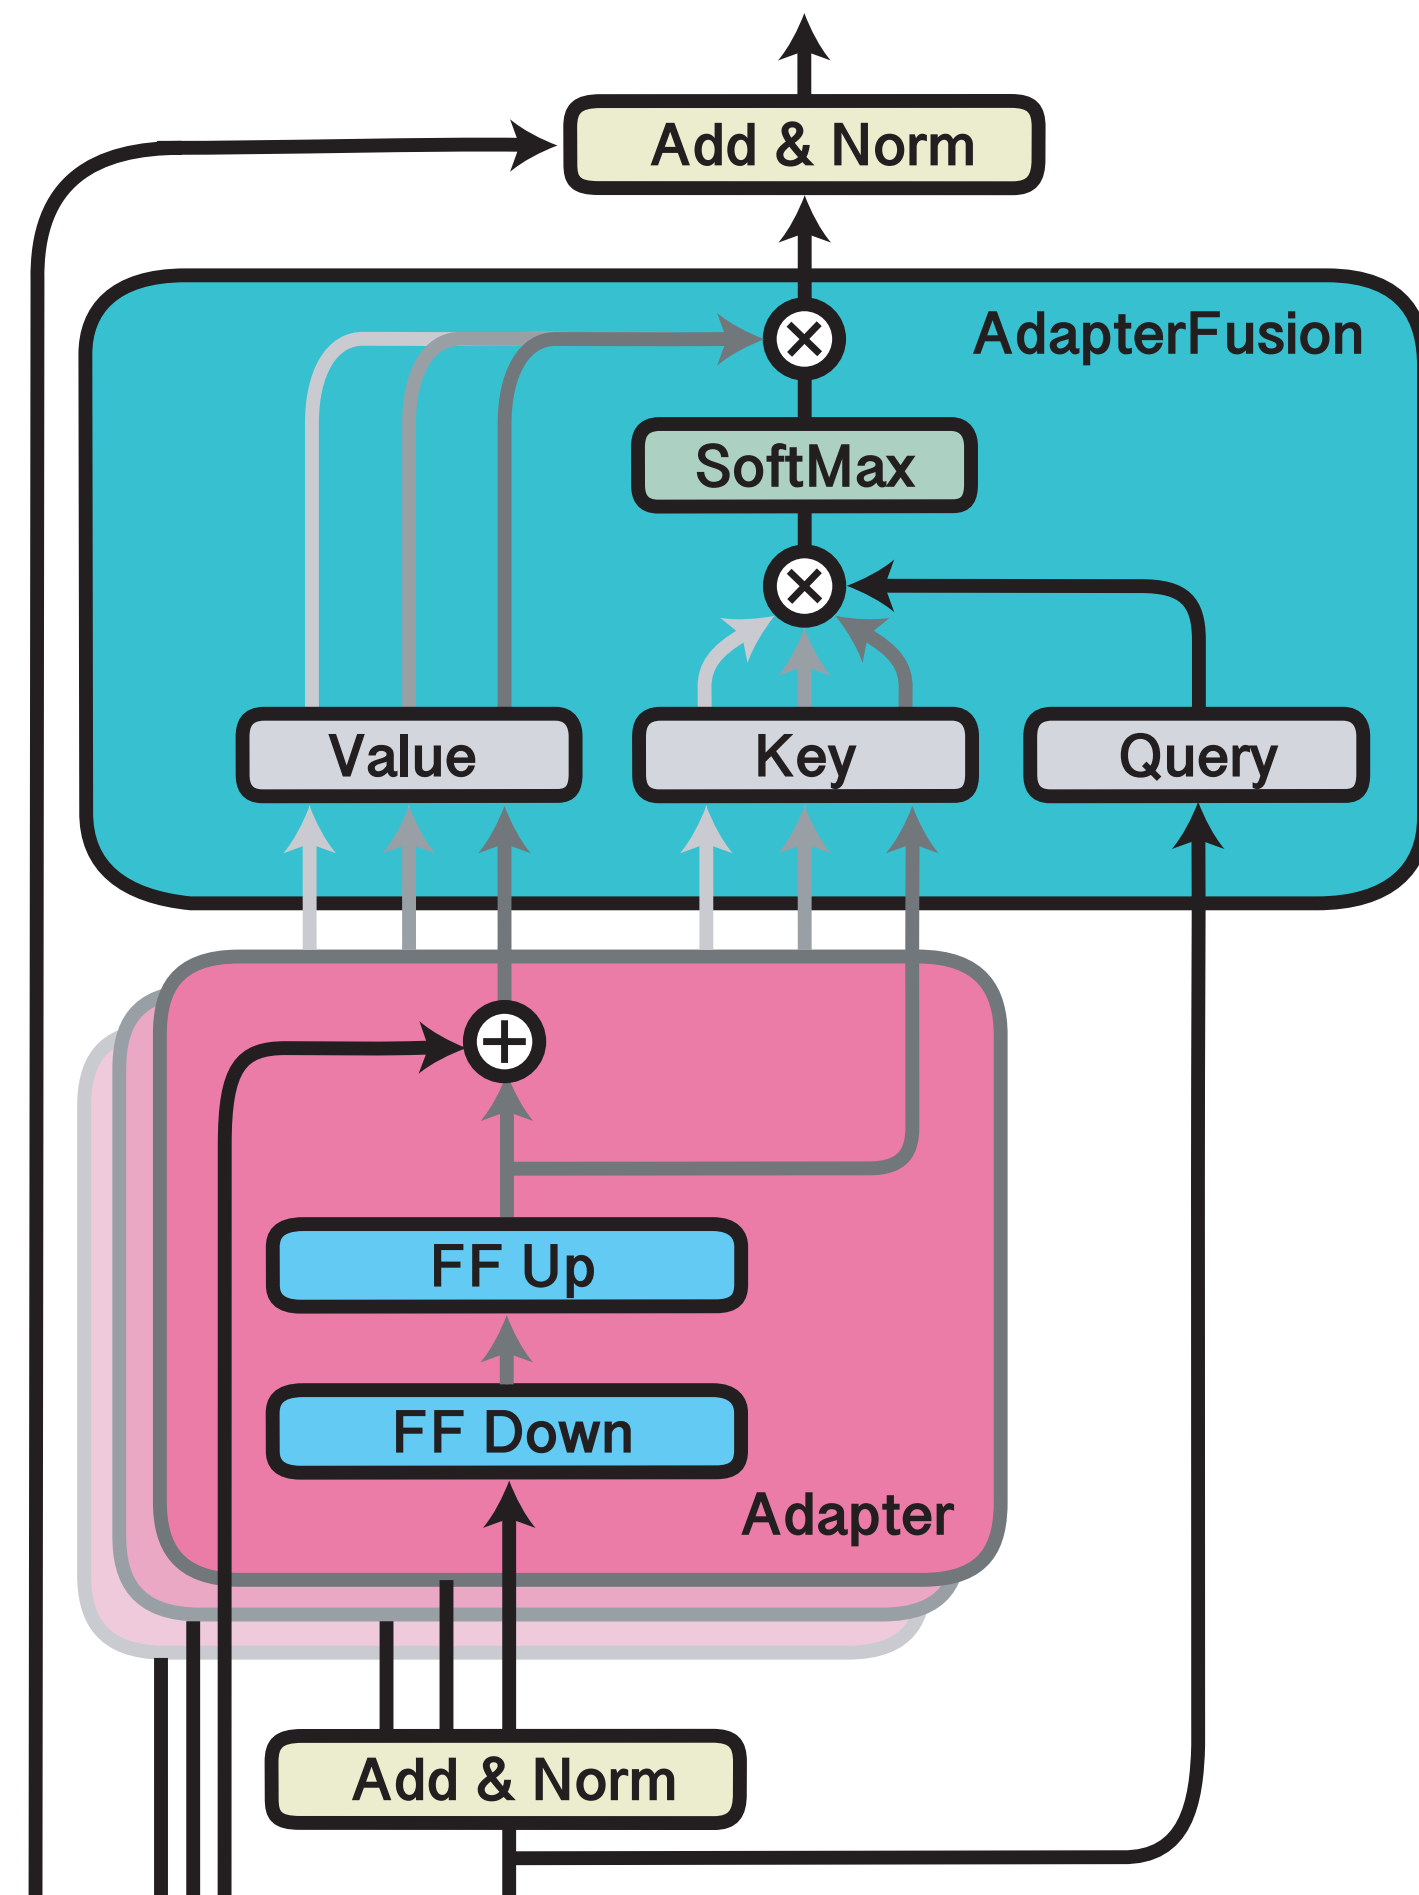 Add & Norm
AdapterFusion
SoftMax
Value
Key
Query
FF Up
FF Down
Adapter
Add & Norm